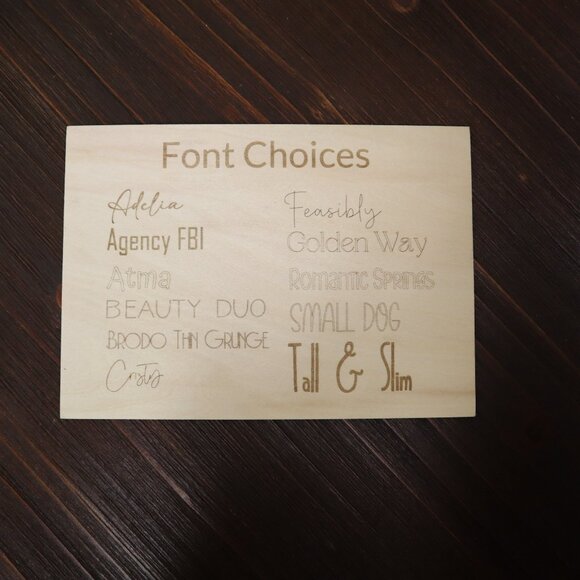 Font Choices
Adelia
Agency FBI
Atma
BEAUTY DUO
BRODO THIN GRUNGE
Feasibly
Golden Way
ROMANTIC SPRINGS
SMALL DOG
Tall & Slim